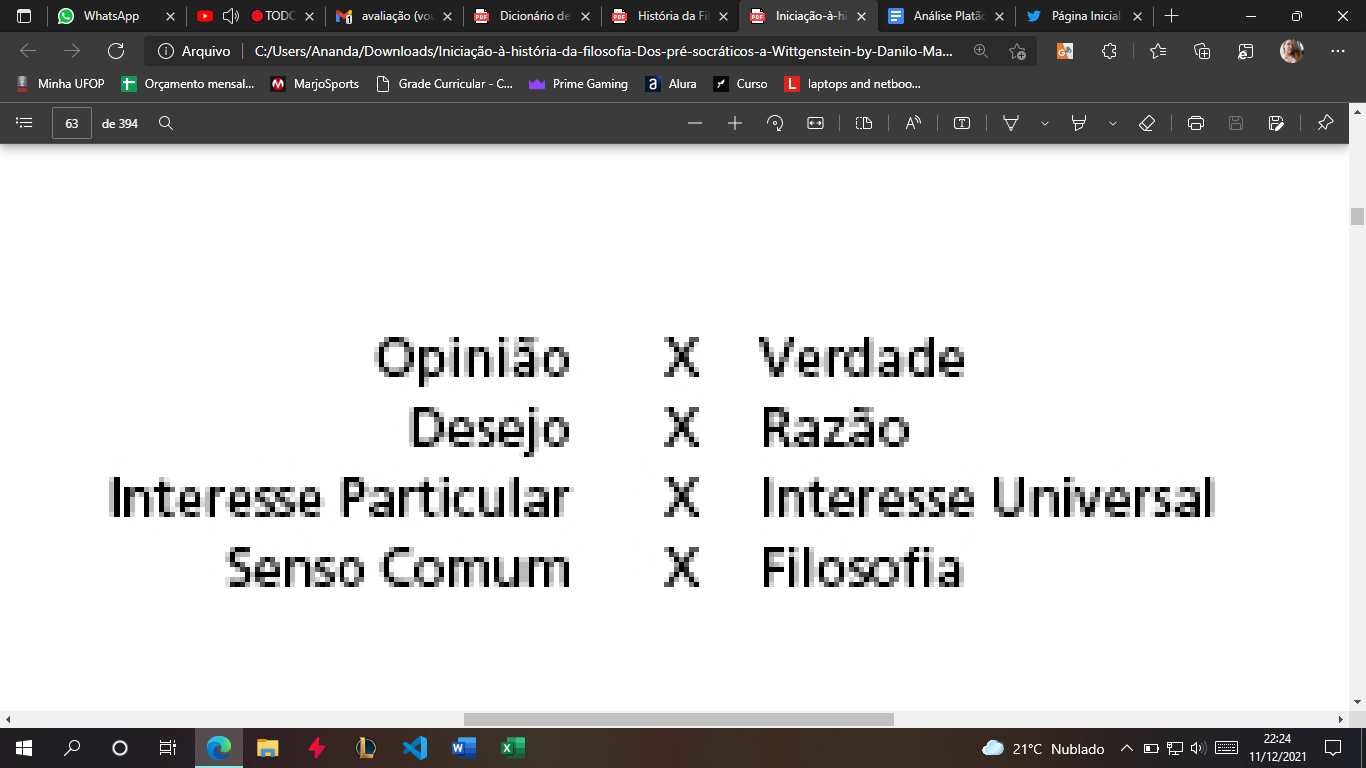 WhatsApp
TODC
avaliação (vou
Dicionário de
História da Fi
Iniciação-à-hi
Análise Platãc
Página Inicial
Arquivo
C:/Users/Ananda/Downloads/Iniciação-à-história-da-filosofia-Dos-pré-socráticos-a-Wittgenstein-by-Danilo-Ma...
Minha UFOP
Orçamento mensal...
MarjoSports
Grade Curricular - C...
Prime Gaming
Alura
Curso
laptops and netboo...
63 de 394
Opinião X Verdade
Desejo X Razão
Interesse Particular X Interesse Universal
Senso Comum X Filosofia
21°C Nublado
22:24
11/12/2021